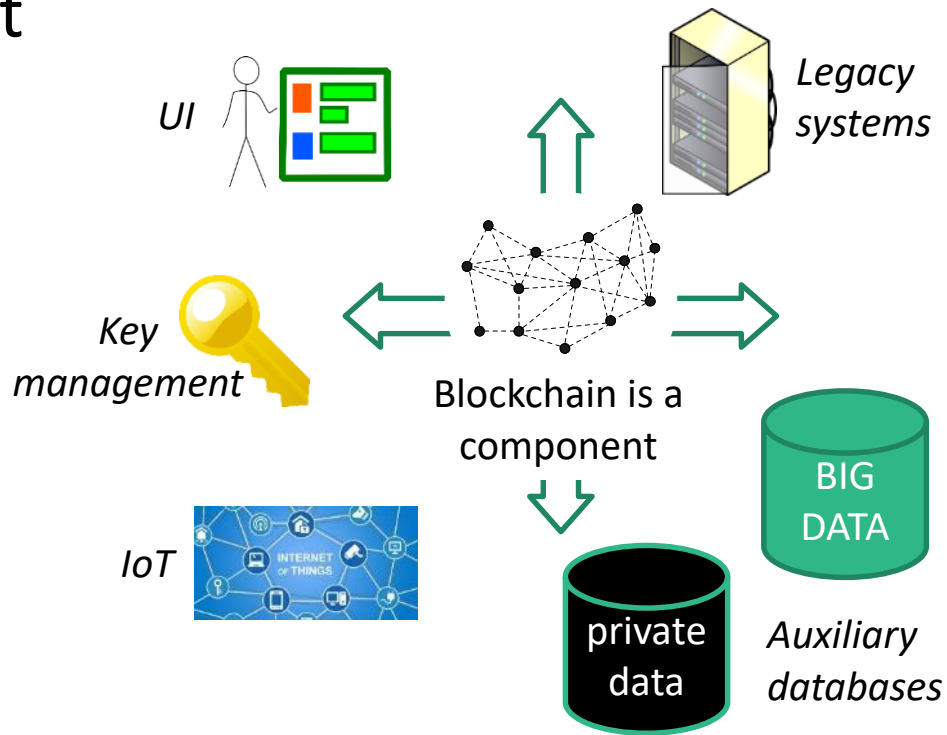 t
UI
Legacy
systems
Key
management
Blockchain is a
component
BIG
DATA
IoT
INTERNET
OF THINGS
private
data
Auxiliary
databases